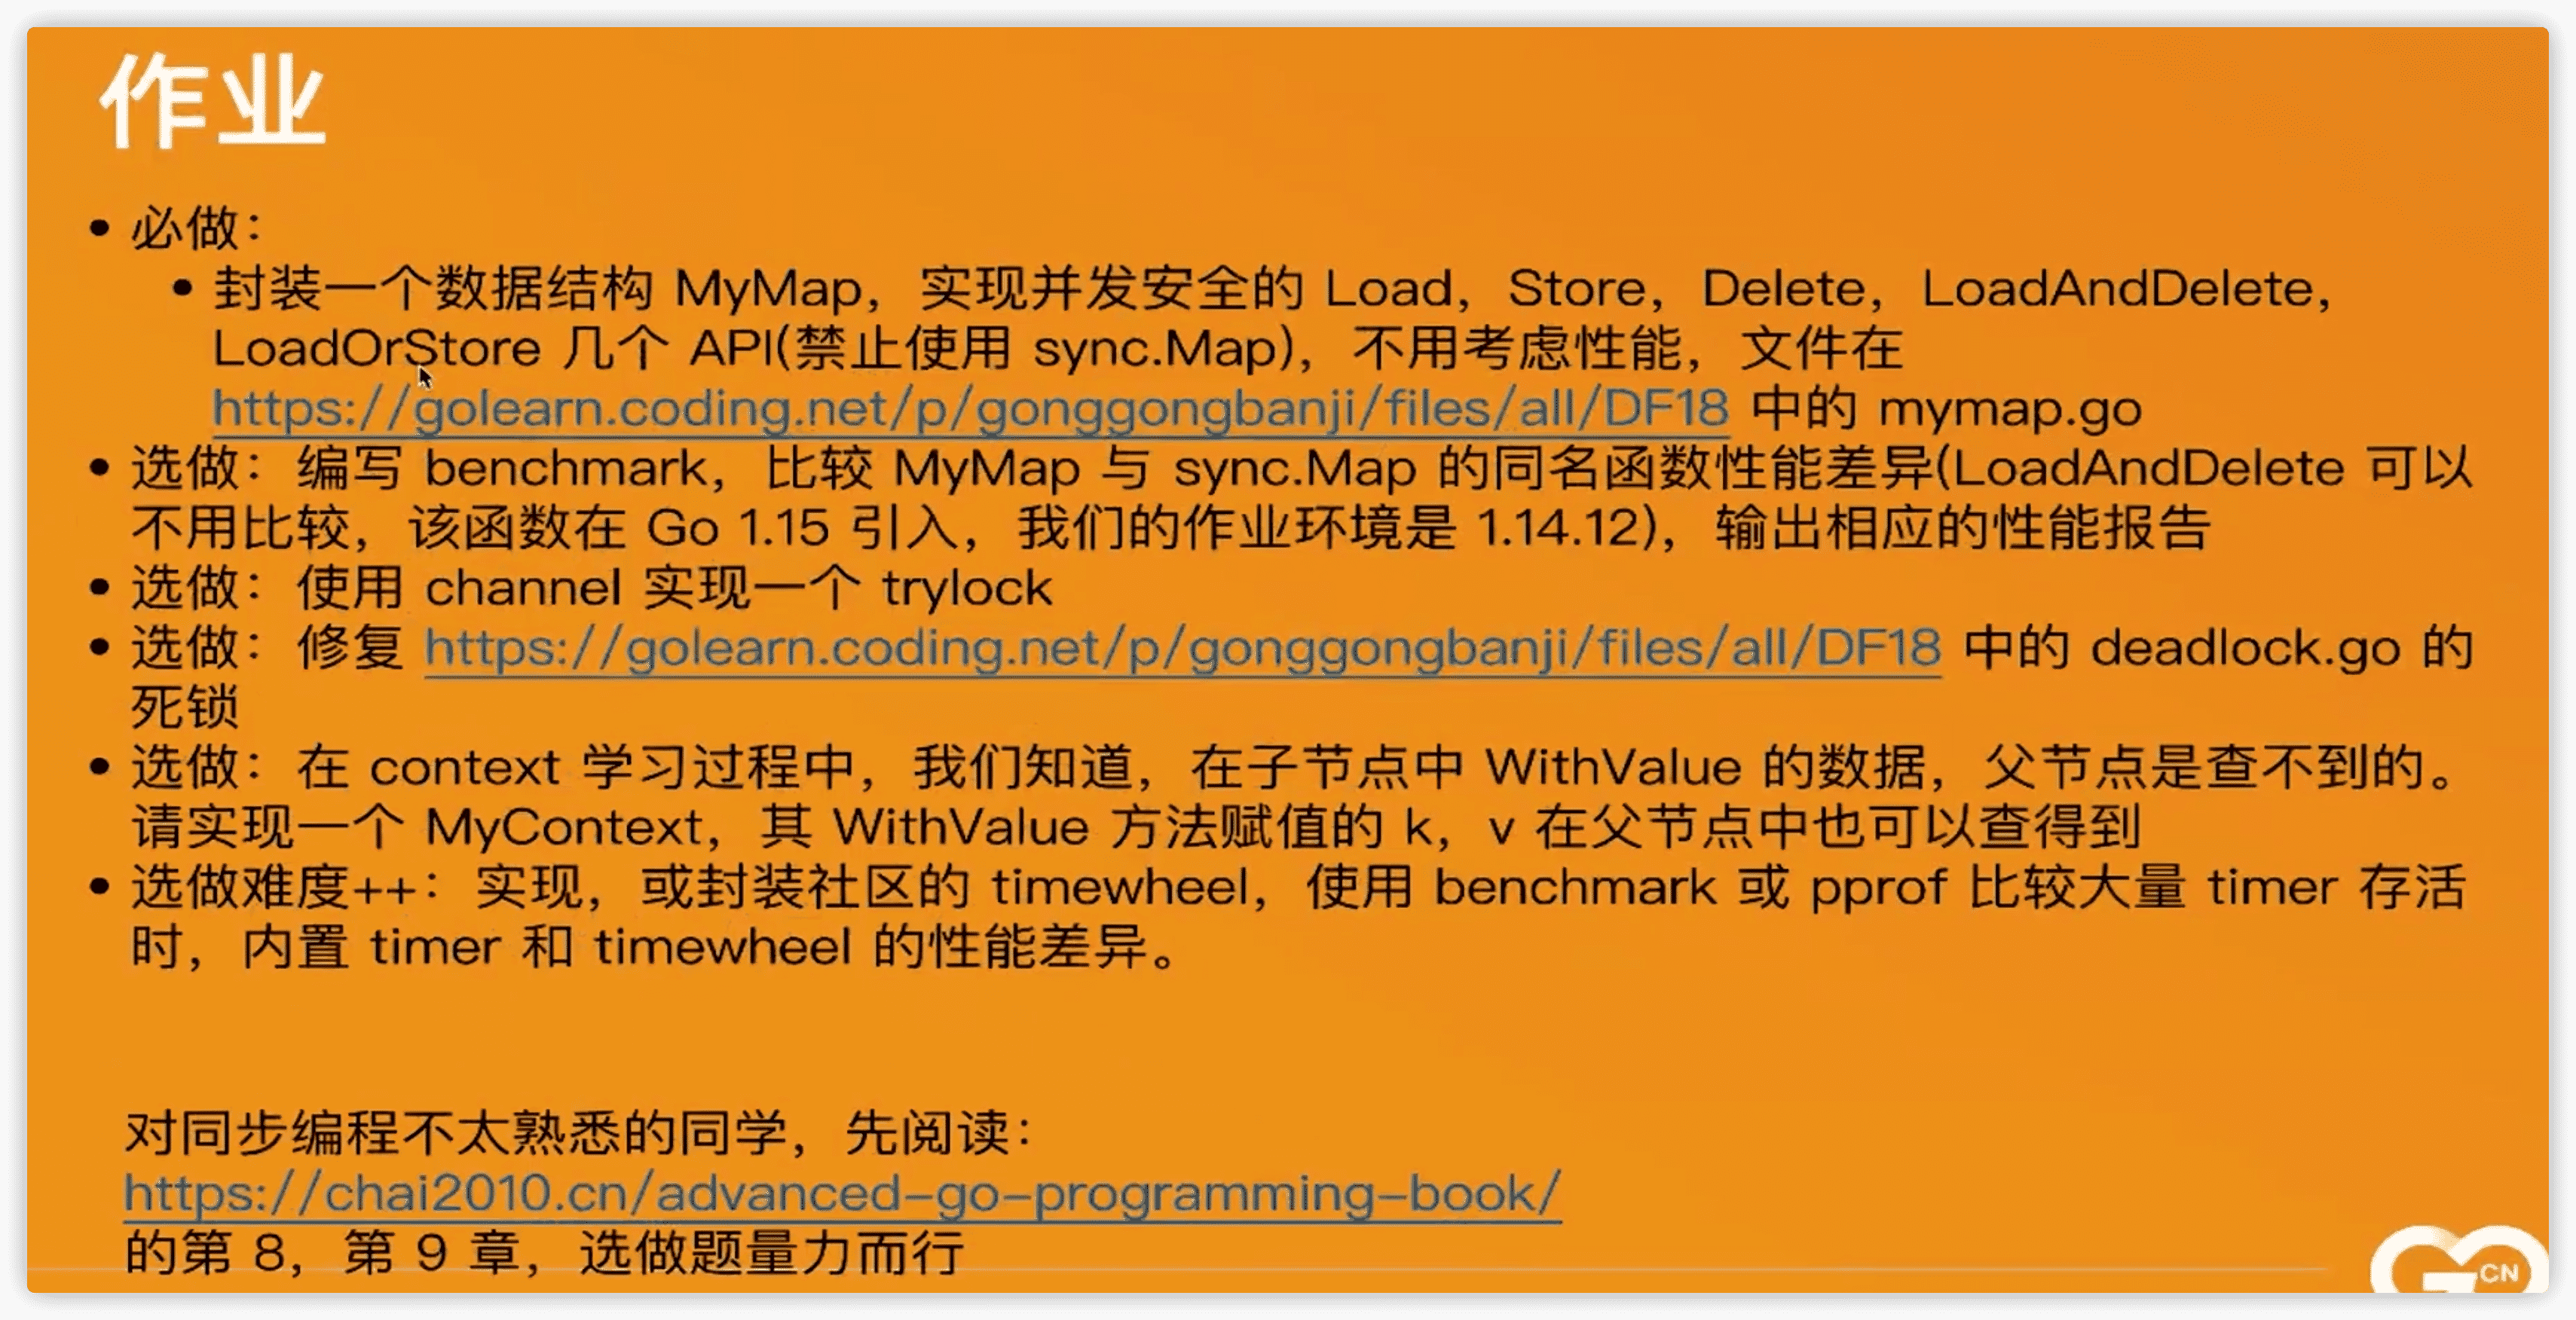 作业
• 必做：
• 封装一个数据结构 MyMap，实现并发安全的 Load，Store，Delete，LoadAndDelete，
LoadOrStore 几个 API(禁止使用 sync.Map)，不用考虑性能，文件在
https://golearn.coding.net/p/gonggongbanji/files/all/DF18 中的 mymap.go
• 选做：编写 benchmark，比较 MyMap 与 sync.Map 的同名函数性能差异(LoadAndDelete 可以
不用比较，该函数在 Go 1.15 引入，我们的作业环境是 1.14.12)，输出相应的性能报告
• 选做：使用 channel 实现一个 trylock
• 选做：修复 https://golearn.coding.net/p/gonggongbanji/files/all/DF18 中的 deadlock.go 的
死锁
• 选做：在 context 学习过程中，我们知道，在子节点中 WithValue 的数据，父节点是查不到的。
请实现一个 MyContext，其 WithValue 方法赋值的 k，v 在父节点中也可以查得到
• 选做难度++：实现，或封装社区的 timewheel，使用 benchmark 或 pprof 比较大量 timer 存活
时，内置 timer 和 timewheel 的性能差异。
对同步编程不太熟悉的同学，先阅读：
https://chai2010.cn/advanced-go-programming-book/
的第 8，第 9 章，选做题量力而行
GO CN